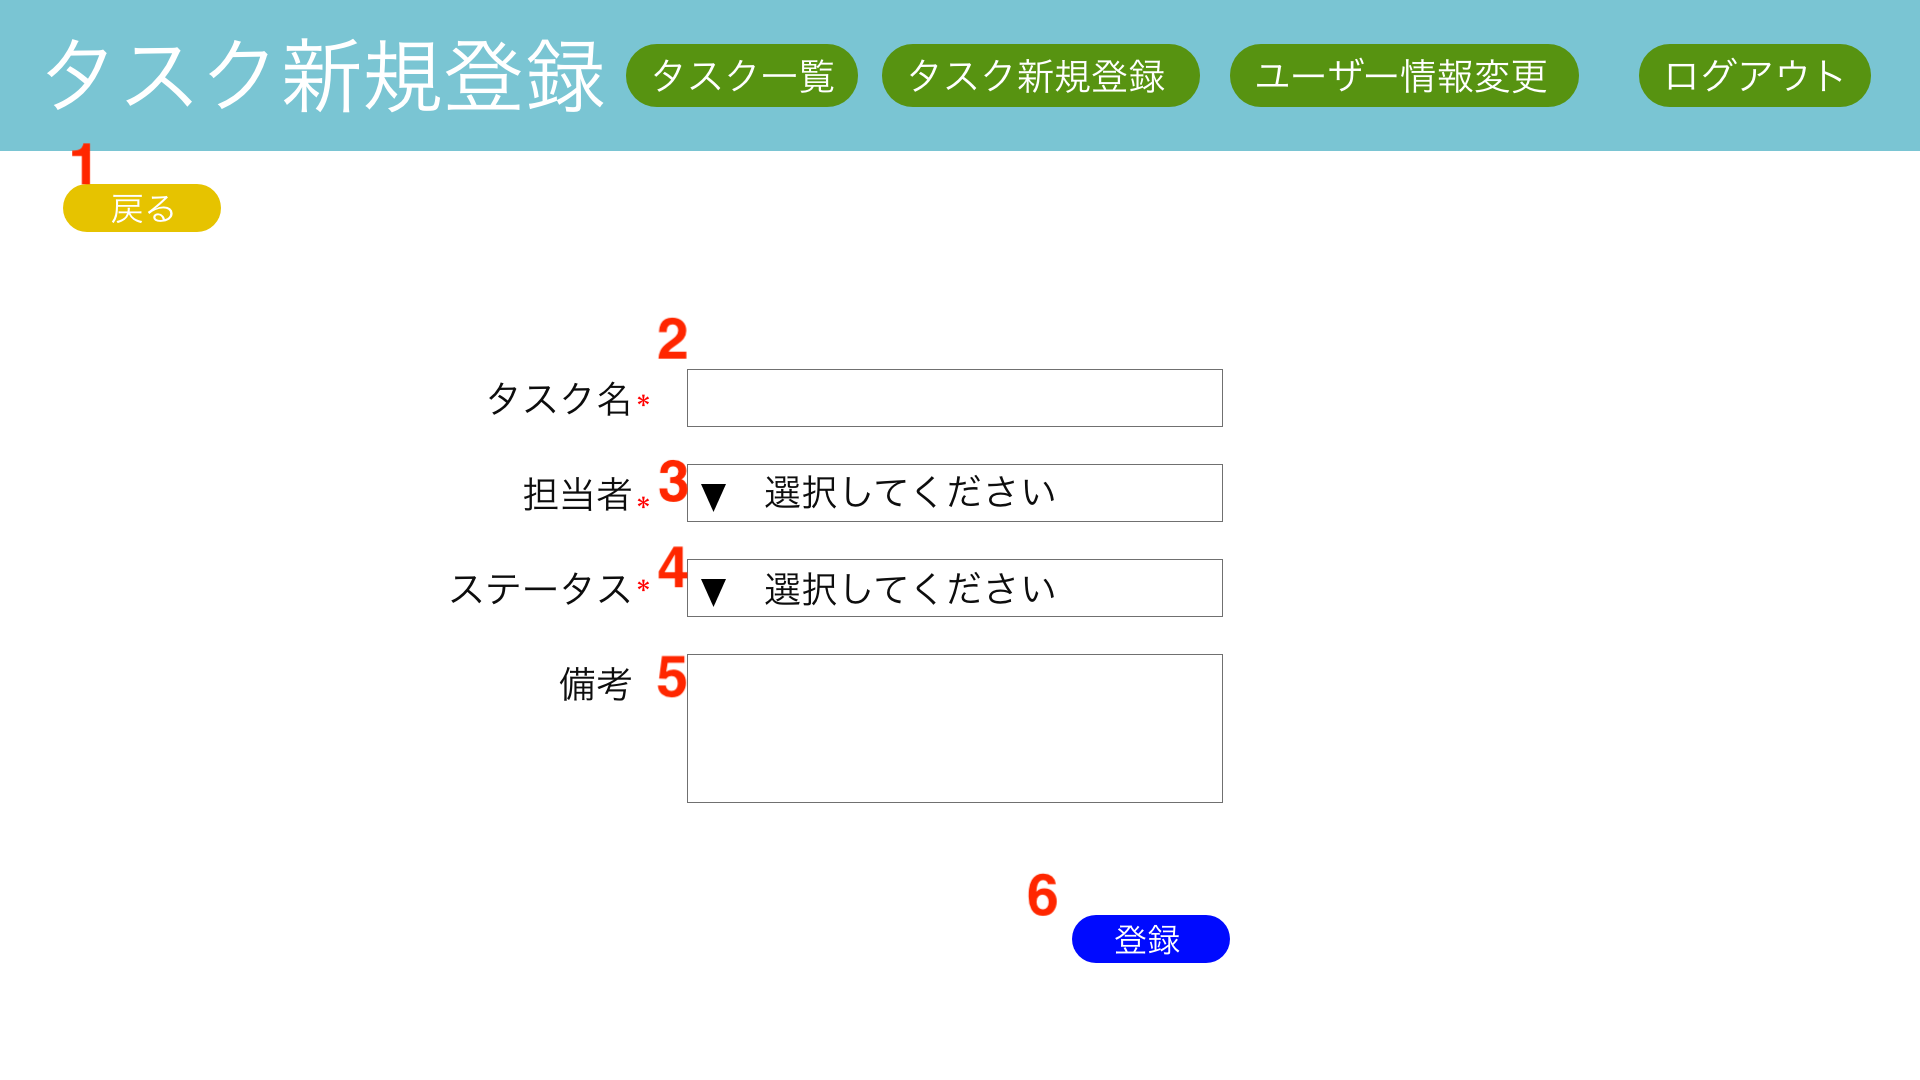 タスク新規登録 タスク一覧 タスク新規登録 ユーザー情報変更 ログアウト
1
戻る
2
タスク名*
担当者* 3 ▼ 選択してください
ステータス* 4 ▼ 選択してください
備考 5
6
登録